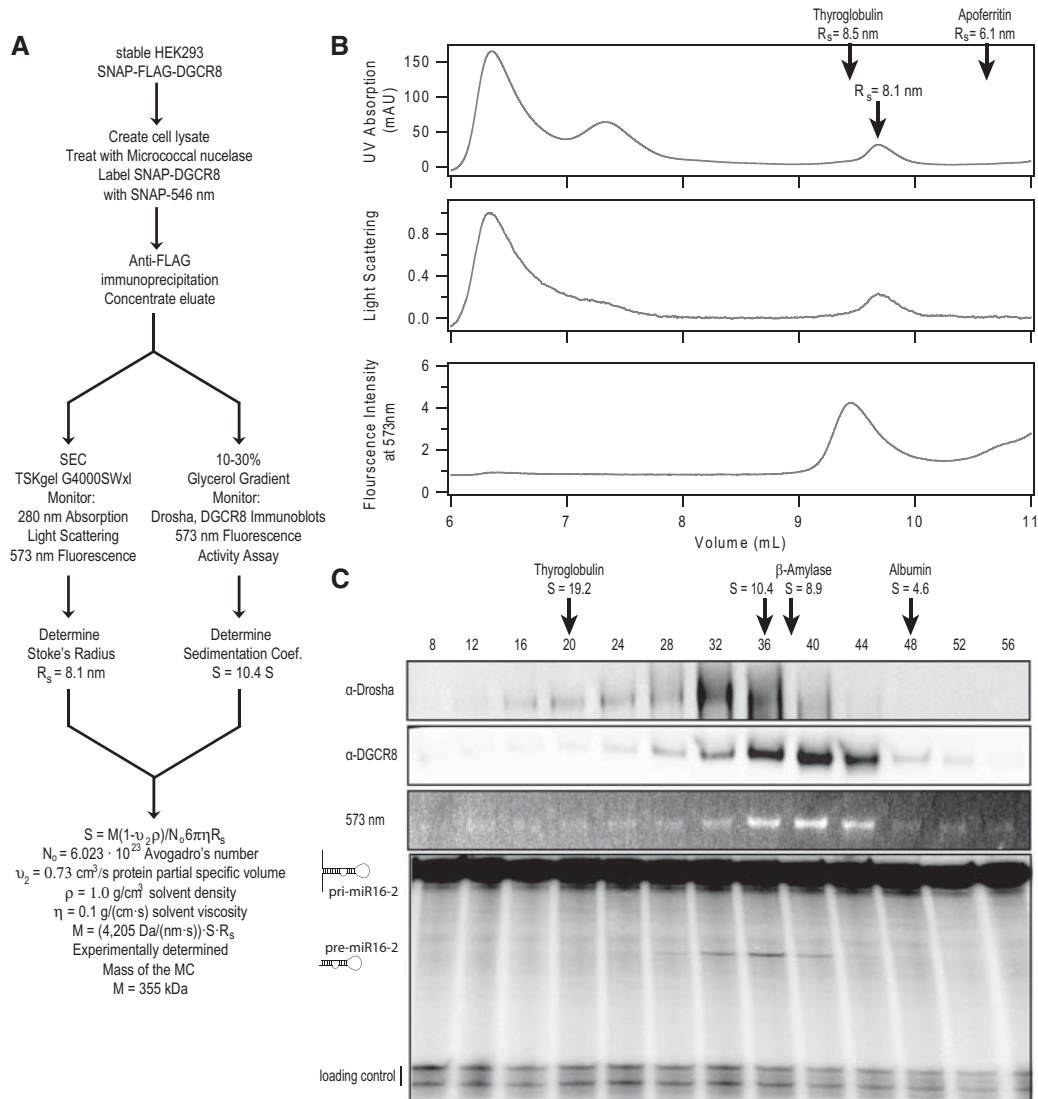 A
stable HEK293
SNAP-FLAG-DGCR8
Create cell lysate
Treat with Micrococcal nucelase
Label SNAP-DGCR8
with SNAP-546 nm
Anti-FLAG
immunoprecipitation
Concentrate eluate
SEC
TSKgel G4000SWxl
Monitor:
280 nm Absorption
Light Scattering
573 nm Fluorescence
10-30%
Glycerol Gradient
Monitor:
Drosha, DGCR8 Immunoblots
573 nm Fluorescence
Activity Assay
Determine
Stoke's Radius
Rs = 8.1 nm
Determine
Sedimentation Coef.
S = 10.4 S
S = M(1-υ2ρ)/No6πηRs
No = 6.023 · 10^23 Avogadro's number
υ2 = 0.73 cm³/s protein partial specific volume
ρ = 1.0 g/cm³ solvent density
η = 0.1 g/(cm·s) solvent viscosity
M = (4,205 Da/(nm·s))·S·Rs
Experimentally determined
Mass of the MC
M = 355 kDa
B
Thyroglobulin
Rs = 8.5 nm
Apoferritin
Rs = 6.1 nm
Rs = 8.1 nm
UV Absorption
(mAU)
150
100
50
0
Light Scattering
0.8
0.4
0.0
Flourscence Intensity
at 573nm
6
4
2
0
6 7 8 9 10 11
Volume (mL)
C
Thyroglobulin
S = 19.2
S = 10.4
β-Amylase
S = 8.9
Albumin
S = 4.6
8 12 16 20 24 28 32 36 40 44 48 52 56
α-Drosha
α-DGCR8
573 nm
pri-miR16-2
pre-miR16-2
loading control